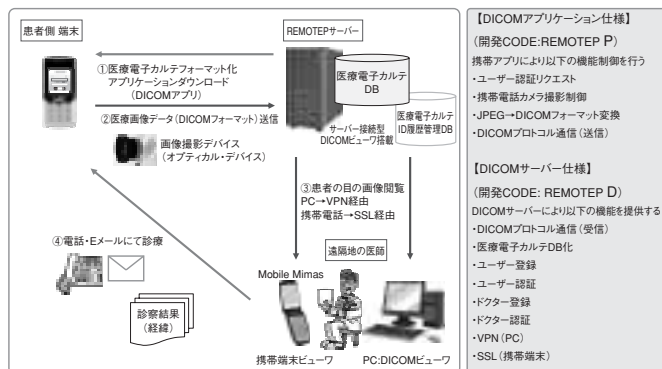 患者側 端末
REMOTEPサーバー
①医療電子カルテフォーマット化
アプリケーションダウンロード
(DICOMアプリ)
②医療画像データ(DICOMフォーマット)送信
画像撮影デバイス
(オプティカル・デバイス)
医療電子カルテ
DB
サーバー接続型
DICOMビューワ搭載
医療電子カルテ
ID履歴管理DB
③患者の目の画像閲覧
PC→VPN経由
携帯電話→SSL経由
④電話・Eメールにて診療
遠隔地の医師
Mobile Mimas
診察結果
(経緯)
携帯端末ビューワ
PC:DICOMビューワ
【DICOMアプリケーション仕様】
(開発CODE:REMOTEP P)
携帯アプリにより以下の機能制御を行う
・ユーザー認証リクエスト
・携帯電話カメラ撮影制御
・JPEG→DICOMフォーマット変換
・DICOMプロトコル通信(送信)
【DICOMサーバー仕様】
(開発CODE: REMOTEP D)
DICOMサーバーにより以下の機能を提供する
・DICOMプロトコル通信(受信)
・医療電子カルテDB化
・ユーザー登録
・ユーザー認証
・ドクター登録
・ドクター認証
・VPN(PC)
・SSL(携帯端末)